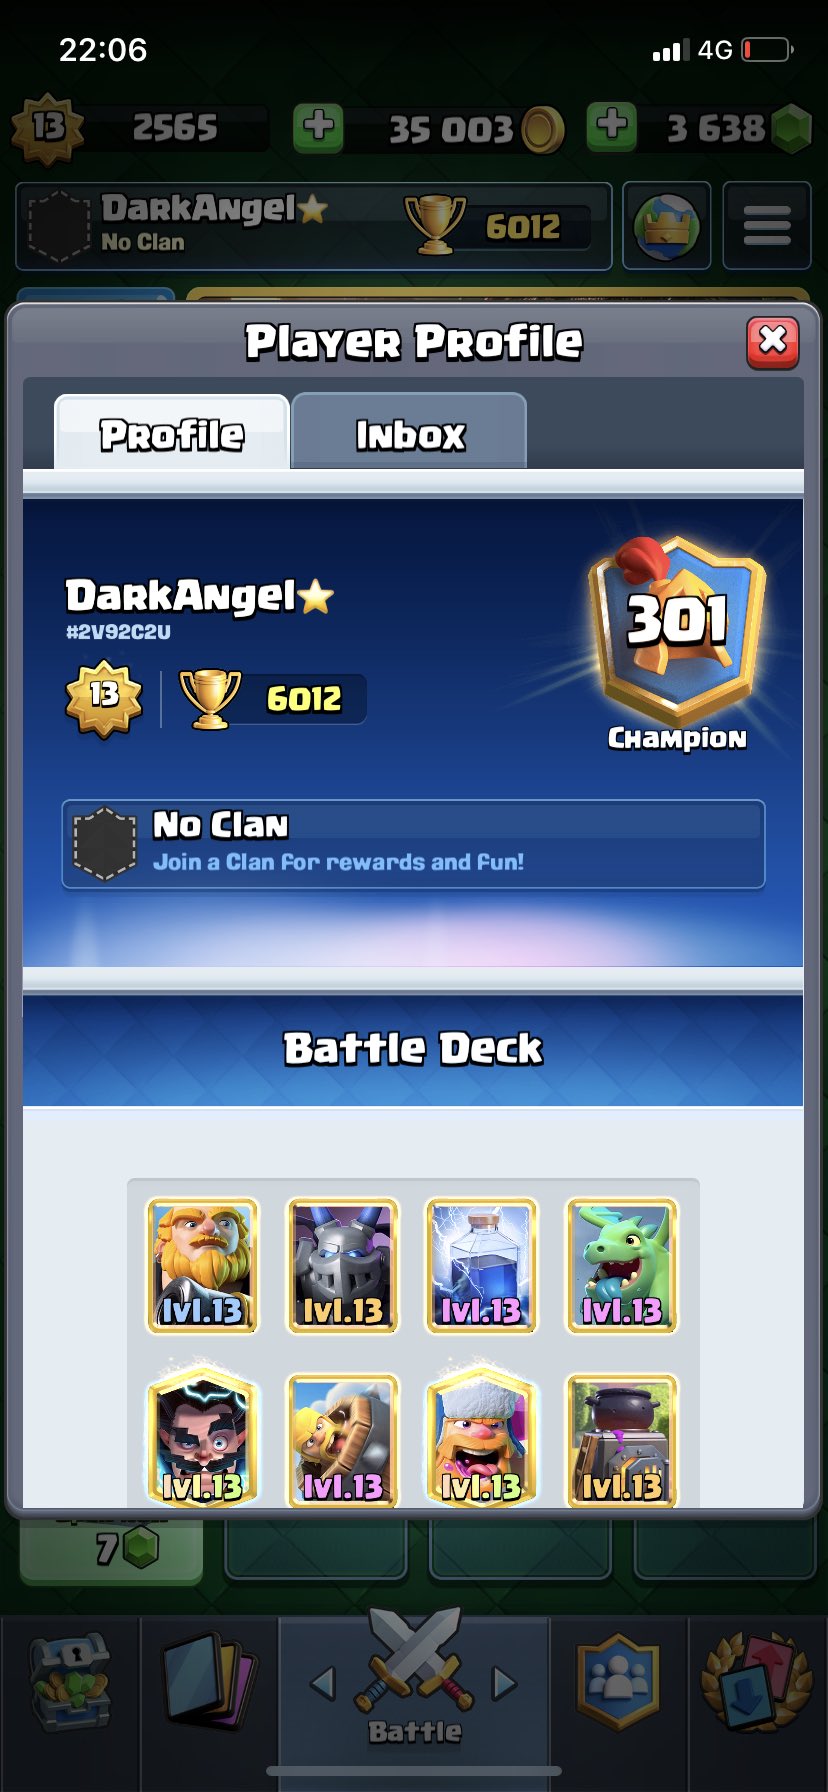 22:06
4G
13 2565 35 003 3 638
DarkAngel⭐
No Clan
6012
Player Profile
Profile
Inbox
DarkAngel⭐
#2V92C2U
301
13 6012
Champion
No Clan
Join a Clan for rewards and fun!
Battle Deck
lvl.13 lvl.13 lvl.13 lvl.13
lvl.13 lvl.13 lvl.13 lvl.13
7
Battle